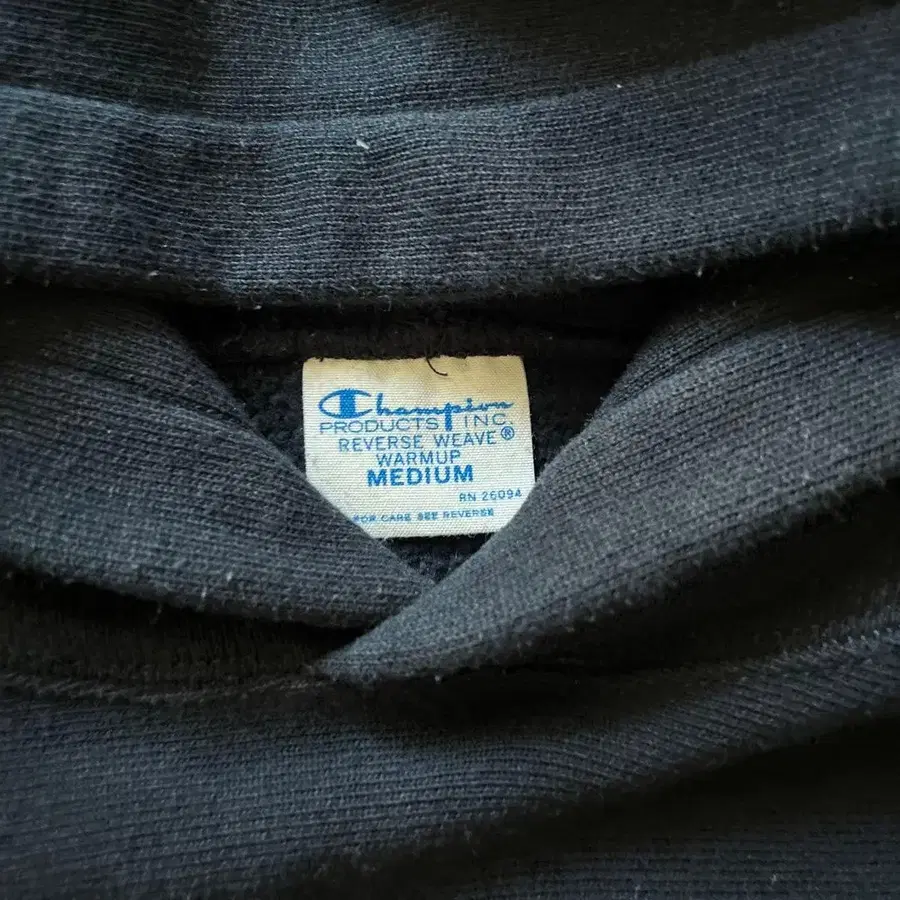 Champion
PRODUCTS INC.
REVERSE WEAVE®
WARMUP
MEDIUM
RN 26094
FOR CARE SEE REVERSE